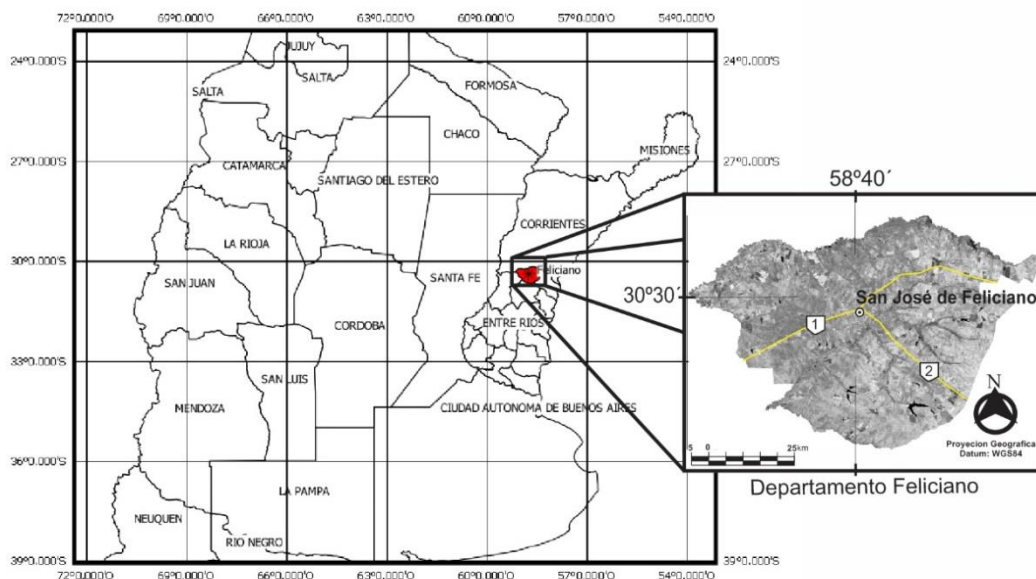 72º0.000'O 69º0.000'O 66º0.000'O 63º0.000'O 60º0.000'O 57º0.000'O 54º0.000'O
JUJUY
24º0.000'S 24º0.000'S
SALTA
FORMOSA
SALTA
CHACO
MISIONES
27º0.000'S 27º0.000'S
CATAMARCA
SANTIAGO DEL ESTERO
58º40´
CORRIENTES
LA RIOJA
30º0.000'S
Feliciano
SANTA FE
SAN JUAN
30º30´
San José de Feliciano
ENTRE RIOS
CORDOBA
1
33º0.000'S
SAN LUIS
2
MENDOZA
CIUDAD AUTONOMA DE BUENOS AIRES
N
Proyecion Geografica
Datum: WGS84
5 0 25km
36º0.000'S
Departamento Feliciano
LA PAMPA
NEUQUEN
RIO NEGRO
39º0.000'S 39º0.000'S
72º0.000'O 69º0.000'O 66º0.000'O 63º0.000'O 60º0.000'O 57º0.000'O 54º0.000'O